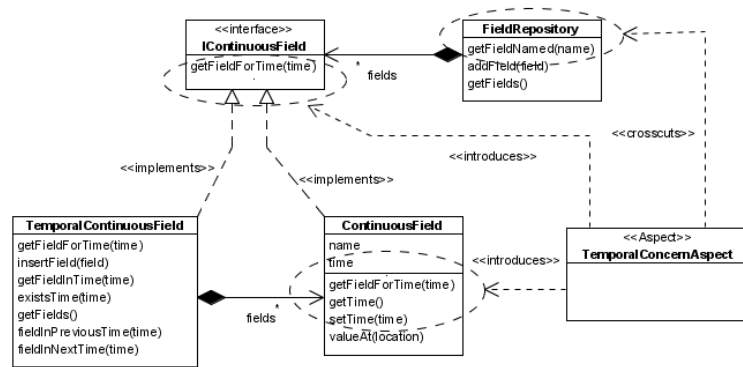 <<interface>>
IContinuousField
getFieldForTime(time)
FieldRepository
getFieldNamed(name)
addField(field)
getFields()
* fields
<<crosscuts>>
<<introduces>>
<<implements>>
<<implements>>
TemporalContinuousField
getFieldForTime(time)
insertField(field)
getFieldInTime(time)
existsTime(time)
getFields()
fieldInPreviousTime(time)
fieldInNextTime(time)
* fields
ContinuousField
name
time
getFieldForTime(time)
getTime()
setTime(time)
valueAt(location)
<<introduces>>
<<Aspect>>
TemporalConcernAspect